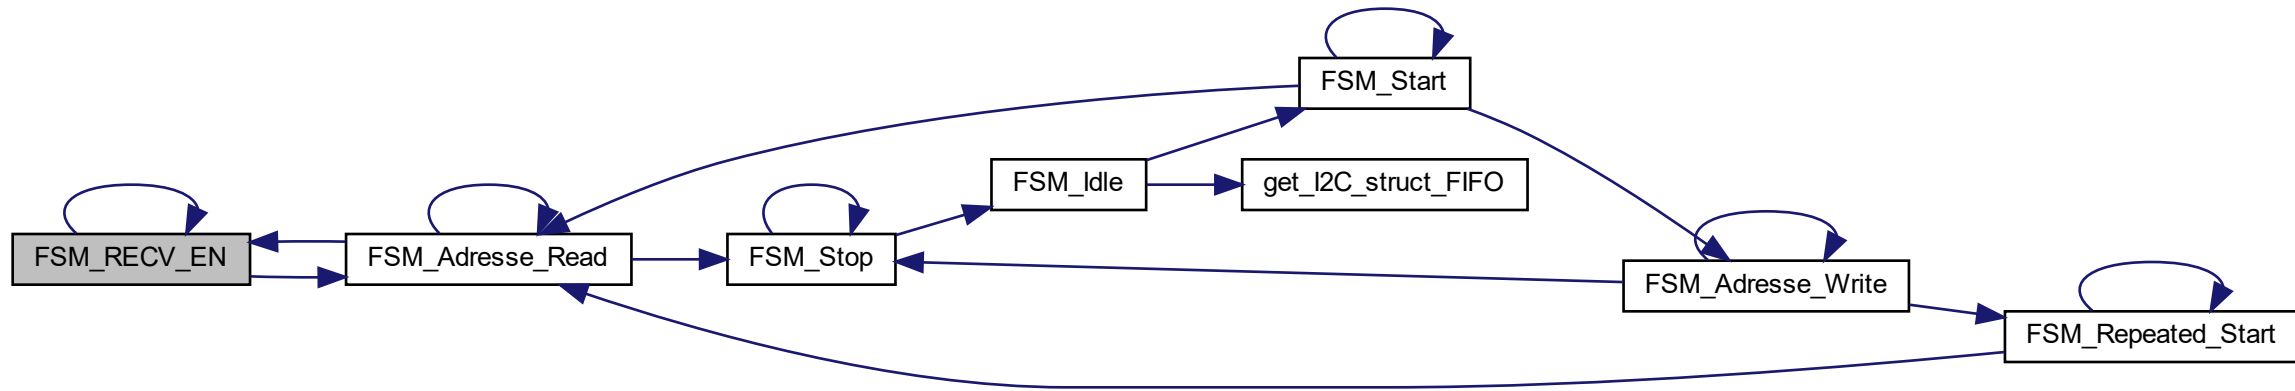 FSM_Start
FSM_Idle
get_I2C_struct_FIFO
FSM_RECV_EN
FSM_Adresse_Read
FSM_Stop
FSM_Adresse_Write
FSM_Repeated_Start